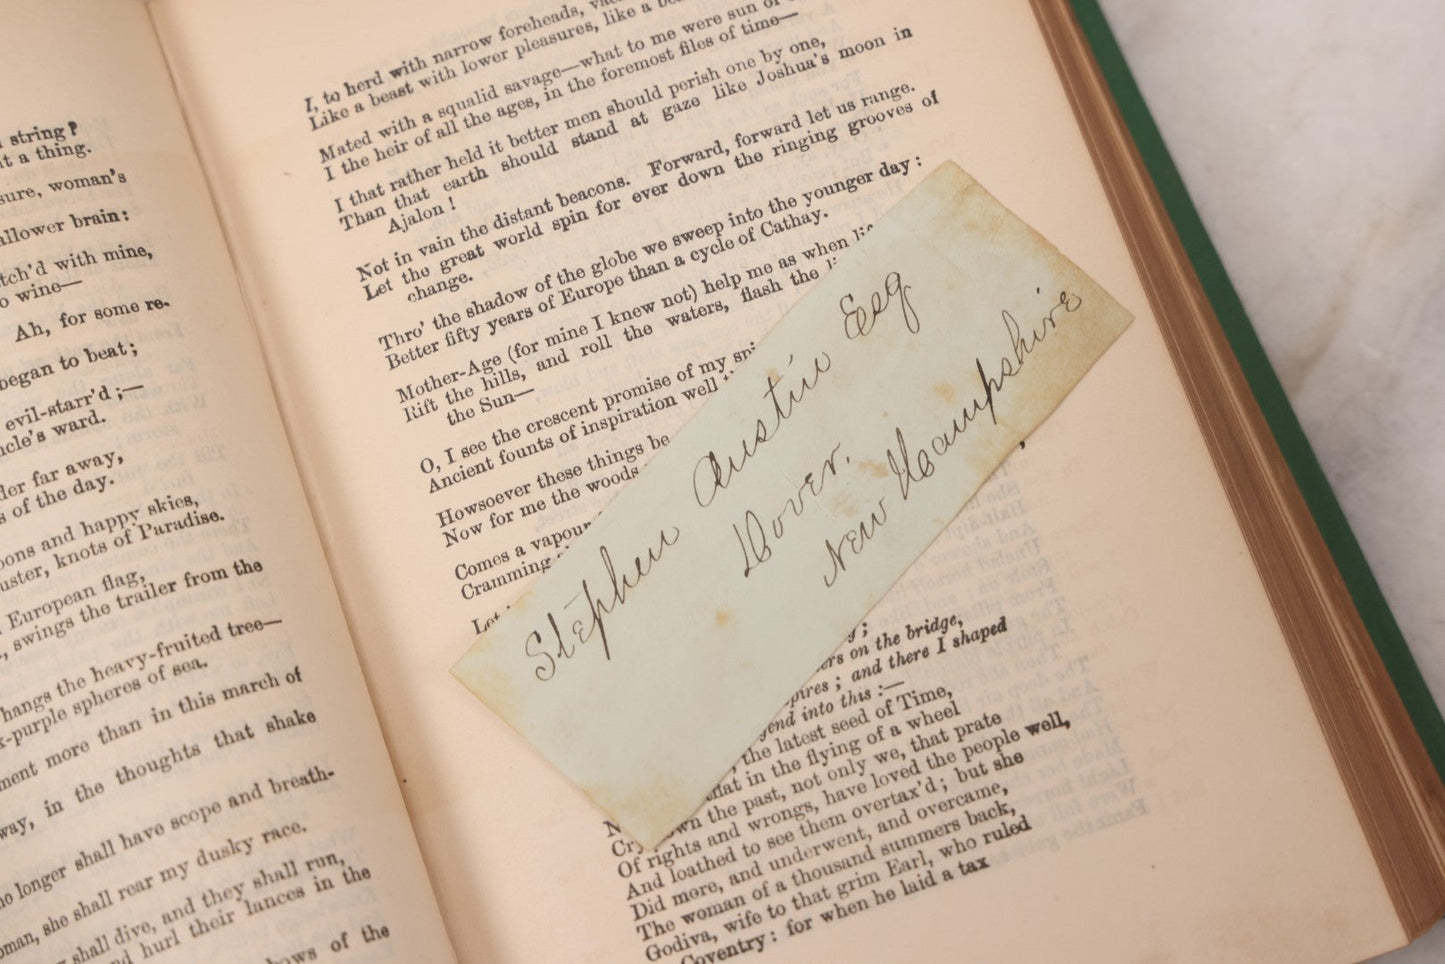 string?
t a thing.
sure, woman's
allower brain:
tch'd with mine,
o wine—
Ah, for some re-
began to beat;
evil-starr'd;—
ncle's ward.
der far away,
s of the day.
oons and happy skies,
uster, knots of Paradise.
European flag,
, swings the trailer from the
hangs the heavy-fruited tree—
k-purple spheres of sea.
ment more than in this march of
way, in the thoughts that shake
no longer shall have scope and breath-
oman, she shall rear my dusky race.
y shall dive, and they shall run,
nd hurl their lances in the
bows of the
I, to herd with narrow foreheads,
Like a beast with lower pleasures, like a
Mated with a squalid savage—what to me were sun or
I the heir of all the ages, in the foremost files of time—
I that rather held it better men should perish one by one,
Than that earth should stand at gaze like Joshua's moon in
Ajalon!
Not in vain the distant beacons. Forward, forward let us range.
Let the great world spin for ever down the ringing grooves of
change.
Thro' the shadow of the globe we sweep into the younger day:
Better fifty years of Europe than a cycle of Cathay.
Mother-Age (for mine I knew not) help me as when li
Rift the hills, and roll the waters, flash the li
the Sun—
O, I see the crescent promise of my spi
Ancient founts of inspiration well
Howsoever these things be
Now for me the woods
Comes a vapour
Cramming
Let
Stephen Austin Esq
Dover.
New Hampshire
ers on the bridge,
pires; and there I shaped
gend into this:—
, the latest seed of Time,
that in the flying of a wheel
down the past, not only we, that prate
Of rights and wrongs, have loved the people well,
And loathed to see them overtax'd; but she
Did more, and underwent, and overcame,
The woman of a thousand summers back,
Godiva, wife to that grim Earl, who ruled
Coventry: for when he laid a tax